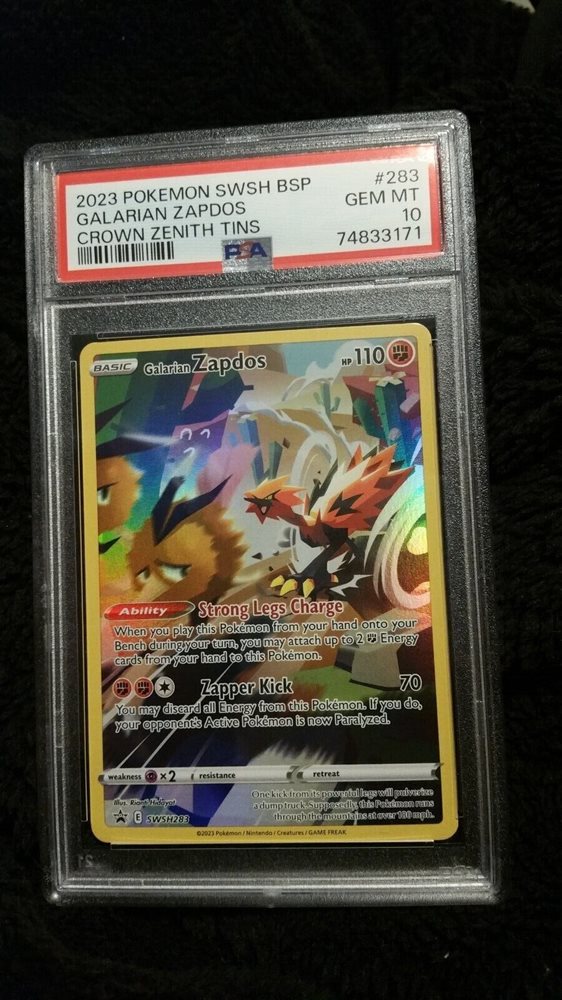 2023 POKEMON SWSH BSP #283
GALARIAN ZAPDOS GEM MT
CROWN ZENITH TINS 10
PSA 74833171
BASIC Galarian Zapdos HP 110
Ability Strong Legs Charge
When you play this Pokémon from your hand onto your
Bench during your turn, you may attach up to 2 Energy
cards from your hand to this Pokémon.
Zapper Kick 70
You may discard all Energy from this Pokémon. If you do,
your opponent's Active Pokémon is now Paralyzed.
weakness ×2 resistance retreat
Illus. Riant Hidayat
E SWSH283
One kick from its powerful legs will pulverize
a dump truck. Supposedly, this Pokémon runs
through the mountains at over 180 mph.
©2023 Pokémon / Nintendo / Creatures / GAME FREAK